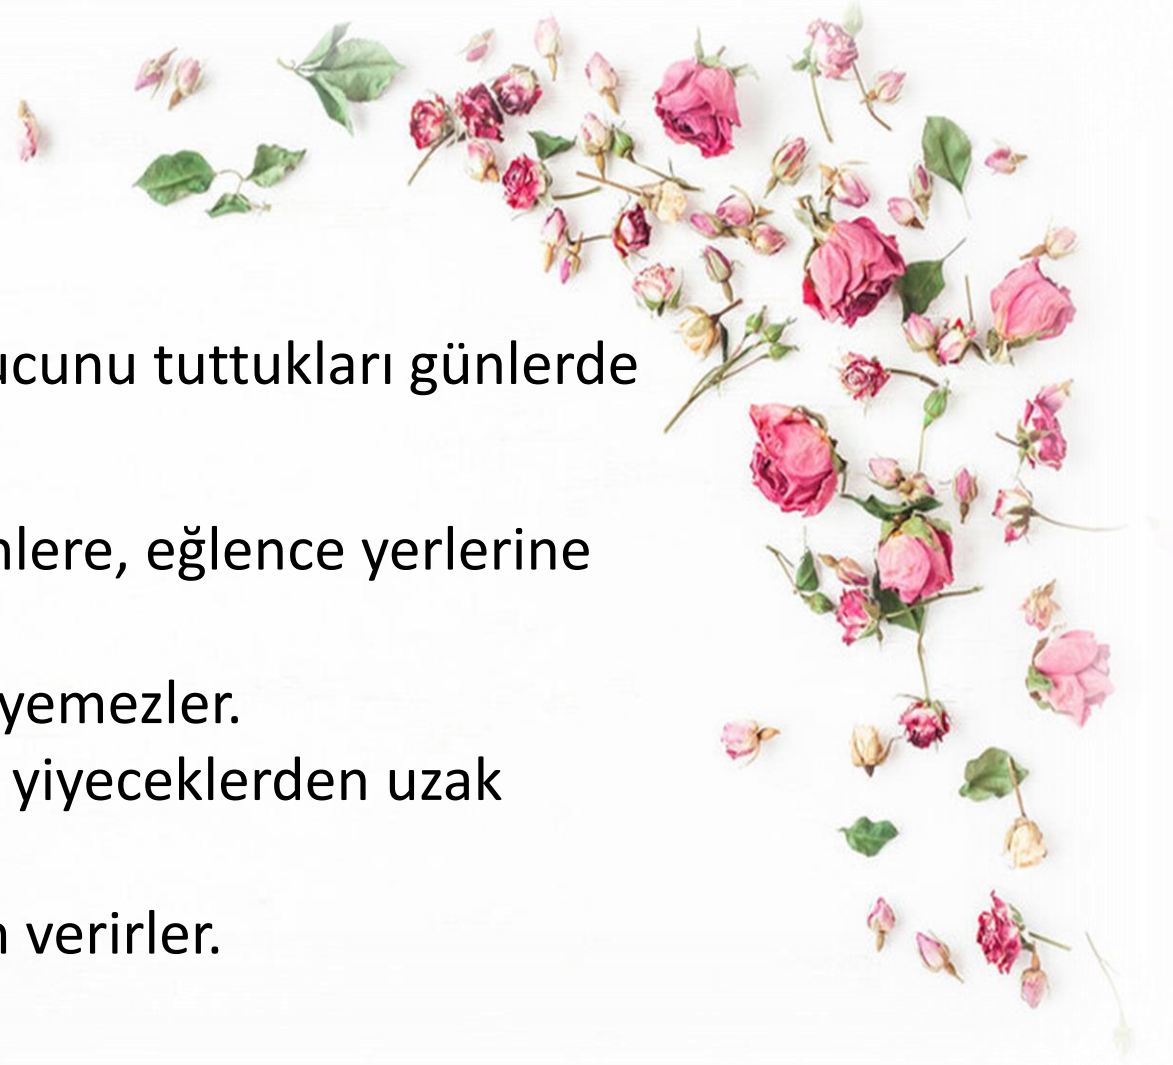 ucunu tuttukları günlerde
nlere, eğlence yerlerine
yemezler.
yiyeceklerden uzak
verirler.